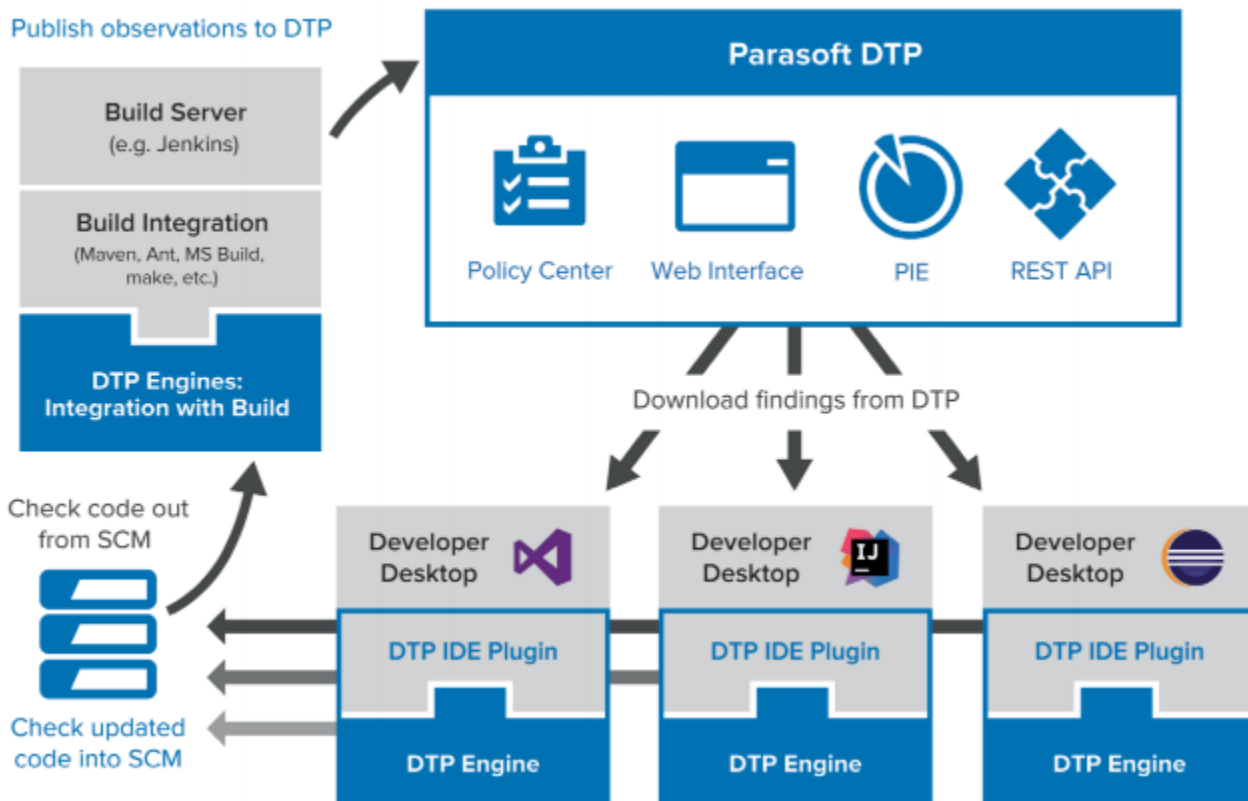 Publish observations to DTP
Build Server
(e.g. Jenkins)
Build Integration
(Maven, Ant, MS Build,
make, etc.)
DTP Engines:
Integration with Build
Check code out
from SCM
Check updated
code into SCM
Parasoft DTP
Policy Center
Web Interface
PIE
REST API
Download findings from DTP
Developer
Desktop
DTP IDE Plugin
DTP Engine
Developer
Desktop
IJ
DTP IDE Plugin
DTP Engine
Developer
Desktop
DTP IDE Plugin
DTP Engine